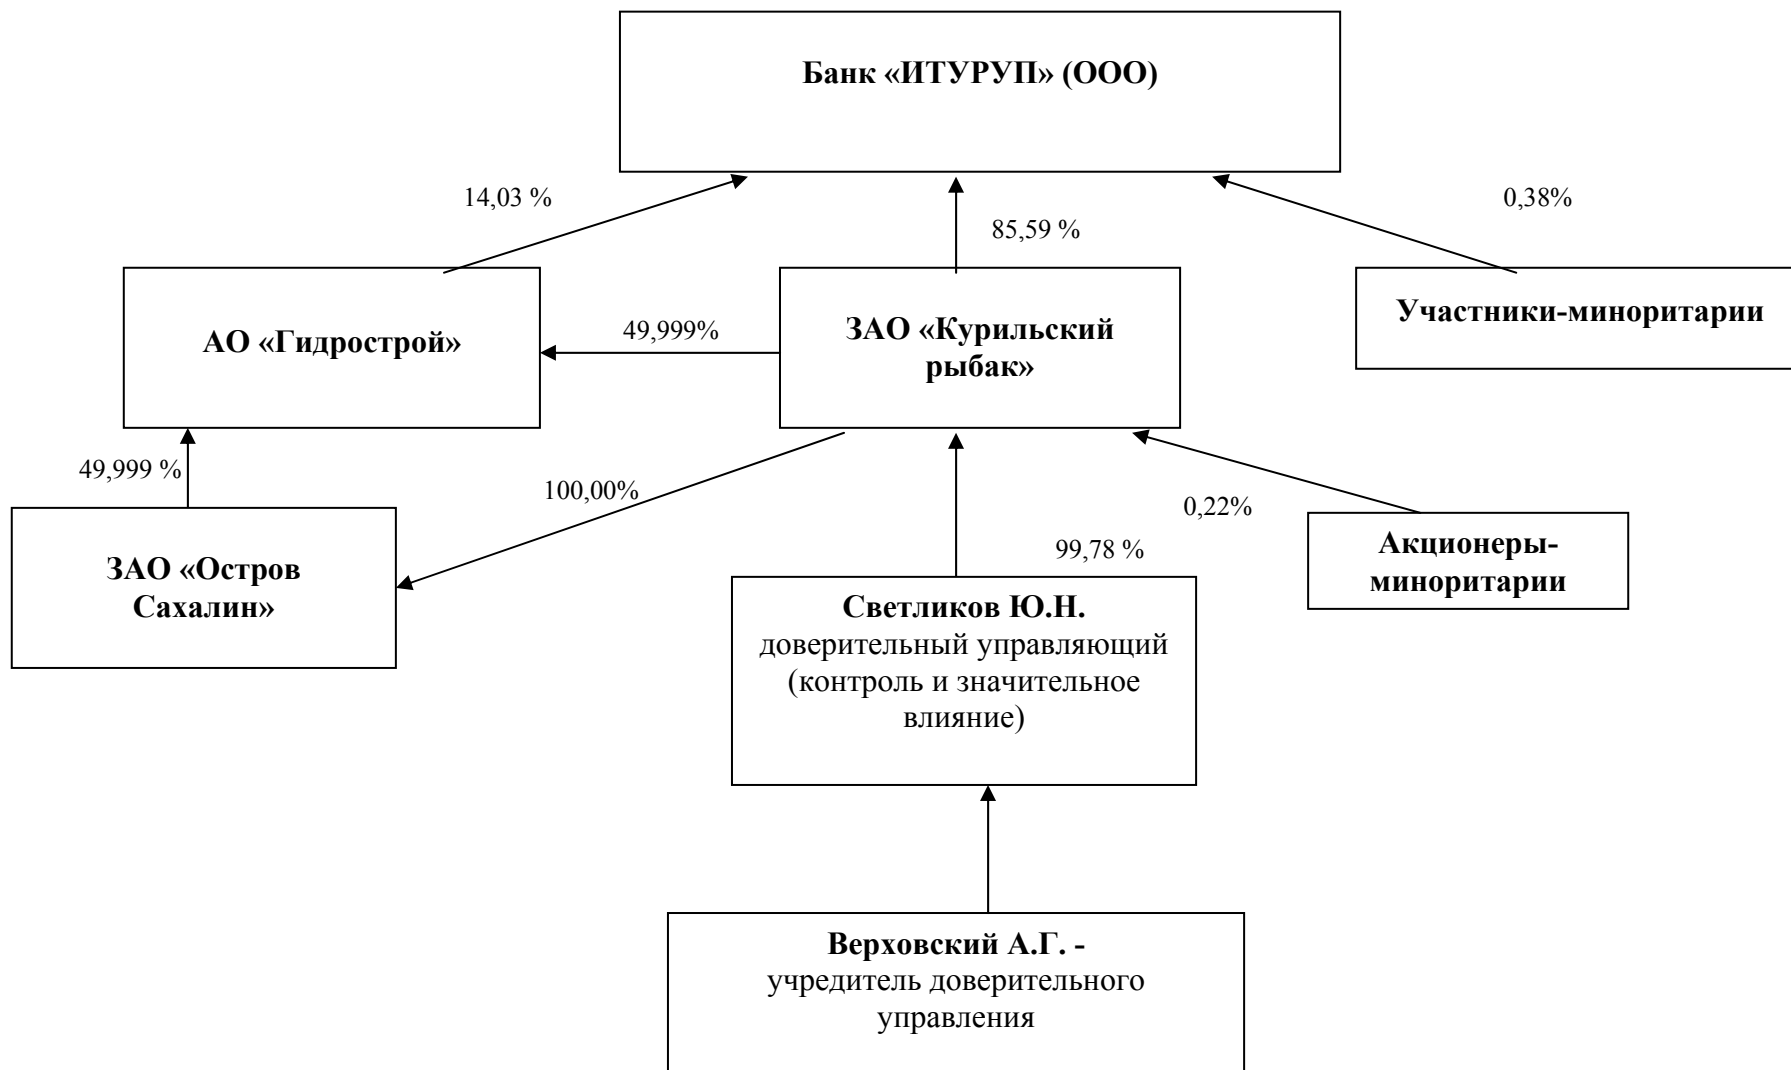 Банк «ИТУРУП» (ООО)
14,03 %
85,59 %
0,38%
АО «Гидрострой»
49,999%
ЗАО «Курильский
рыбак»
Участники-миноритарии
49,999 %
100,00%
0,22%
99,78 %
ЗАО «Остров
Сахалин»
Акционеры-
миноритарии
Светликов Ю.Н.
доверительный управляющий
(контроль и значительное
влияние)
Верховский А.Г. -
учредитель доверительного
управления